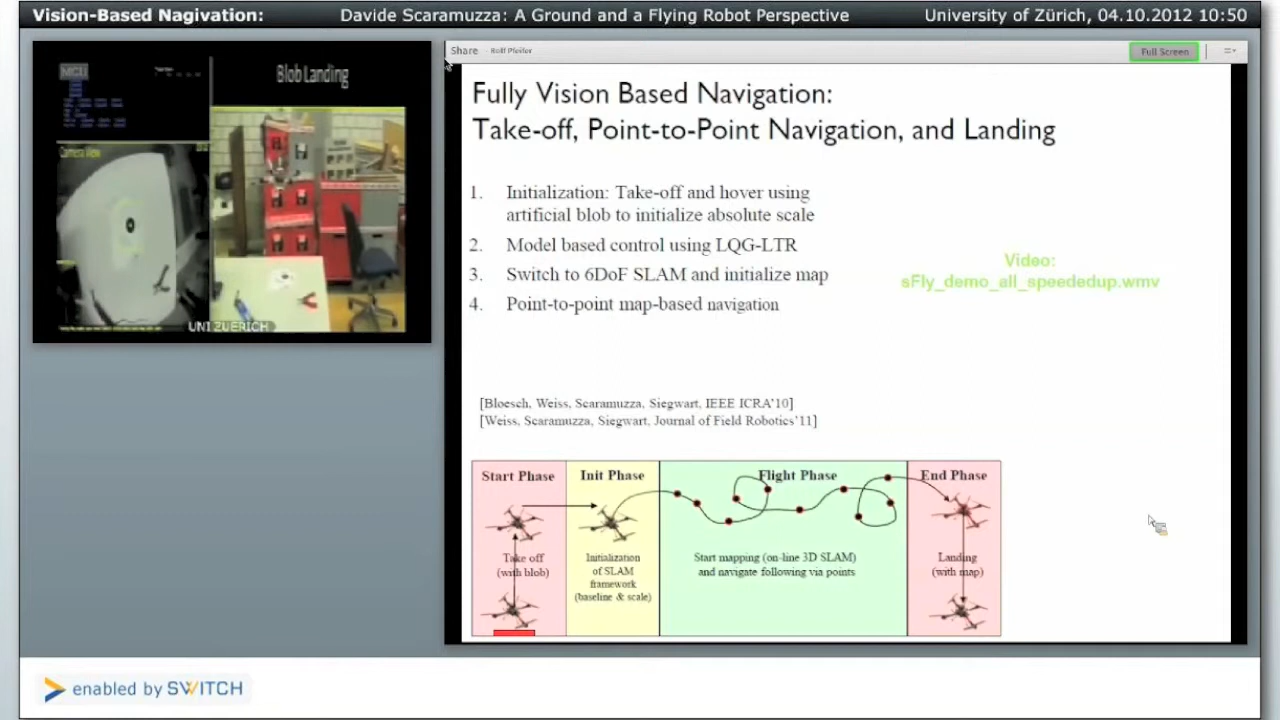 Vision-Based Nagivation: Davide Scaramuzza: A Ground and a Flying Robot Perspective University of Zürich, 04.10.2012 10:50
MCU
Blob Landing
Camera View
UNI ZUERICH
Share - Rolf Pfeifer
Full Screen
Fully Vision Based Navigation:
Take-off, Point-to-Point Navigation, and Landing
1. Initialization: Take-off and hover using
artificial blob to initialize absolute scale
2. Model based control using LQG-LTR
3. Switch to 6DoF SLAM and initialize map
4. Point-to-point map-based navigation
Video:
sFly_demo_all_speededup.wmv
[Bloesch, Weiss, Scaramuzza, Siegwart, IEEE ICRA'10]
[Weiss, Scaramuzza, Siegwart, Journal of Field Robotics'11]
Start Phase
Take off
(with blob)
Init Phase
Initialization
of SLAM
framework
(baseline & scale)
Flight Phase
Start mapping (on-line 3D SLAM)
and navigate following via points
End Phase
Landing
(with map)
enabled by SWITCH